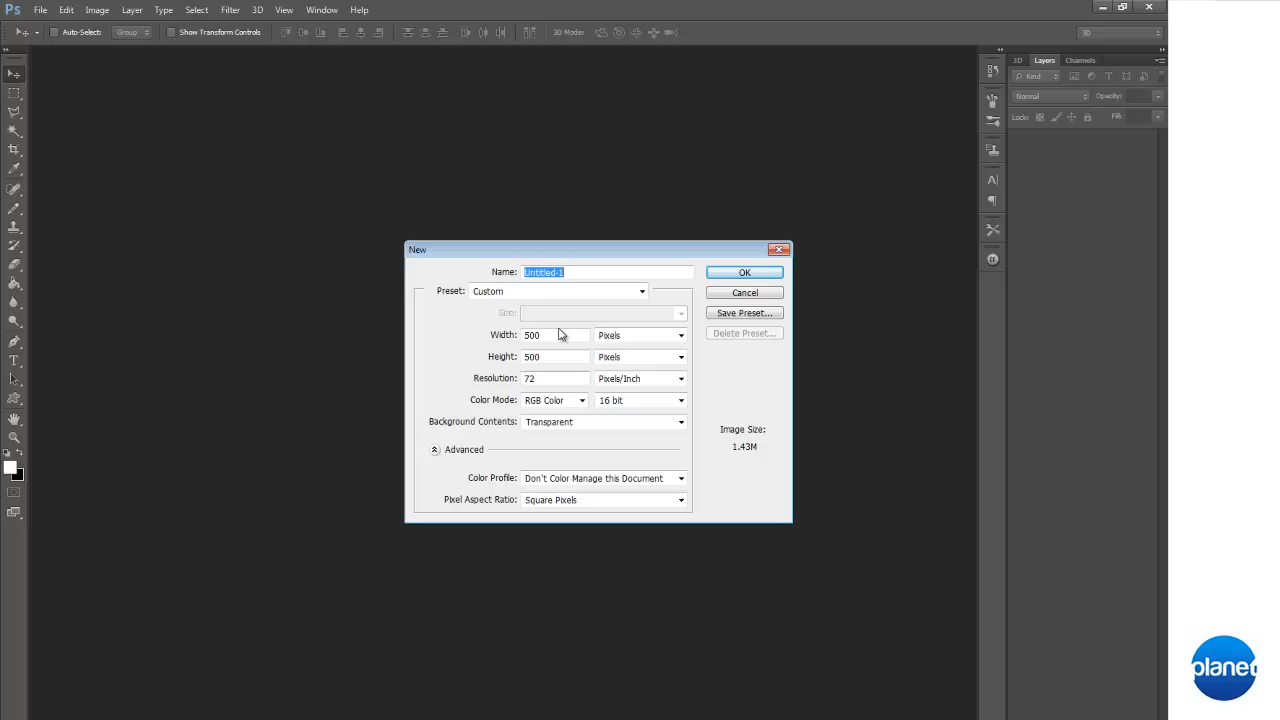 Ps File Edit Image Layer Type Select Filter 3D View Window Help
Auto-Select: Group Show Transform Controls 3D Modes 3D
3D Layers Channels
Kind
Normal Opacity:
Lock: Fill:
New
Name: Untitled-1 OK
Preset: Custom Cancel
Size: Save Preset...
Width: 500 Pixels Delete Preset...
Height: 500 Pixels
Resolution: 72 Pixels/Inch
Color Mode: RGB Color 16 bit
Background Contents: Transparent
Image Size:
1.43M
Advanced
Color Profile: Don't Color Manage this Document
Pixel Aspect Ratio: Square Pixels
planet